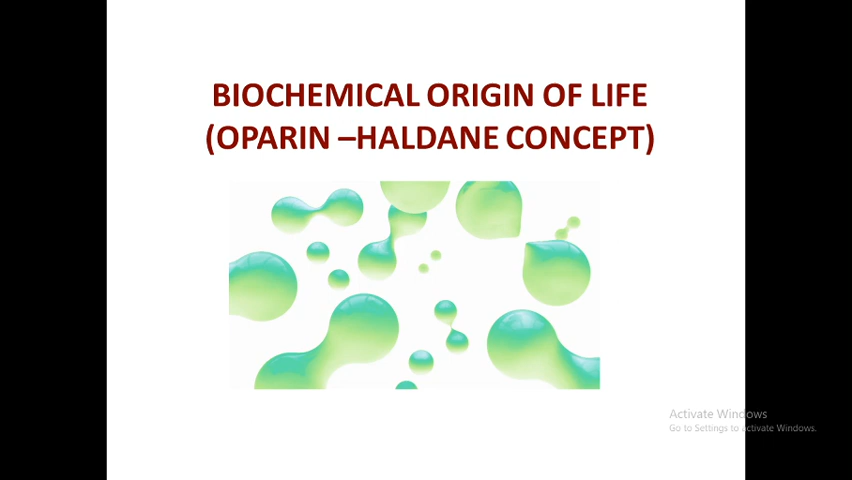 BIOCHEMICAL ORIGIN OF LIFE
(OPARIN –HALDANE CONCEPT)
Activate Windows
Go to Settings to activate Windows.